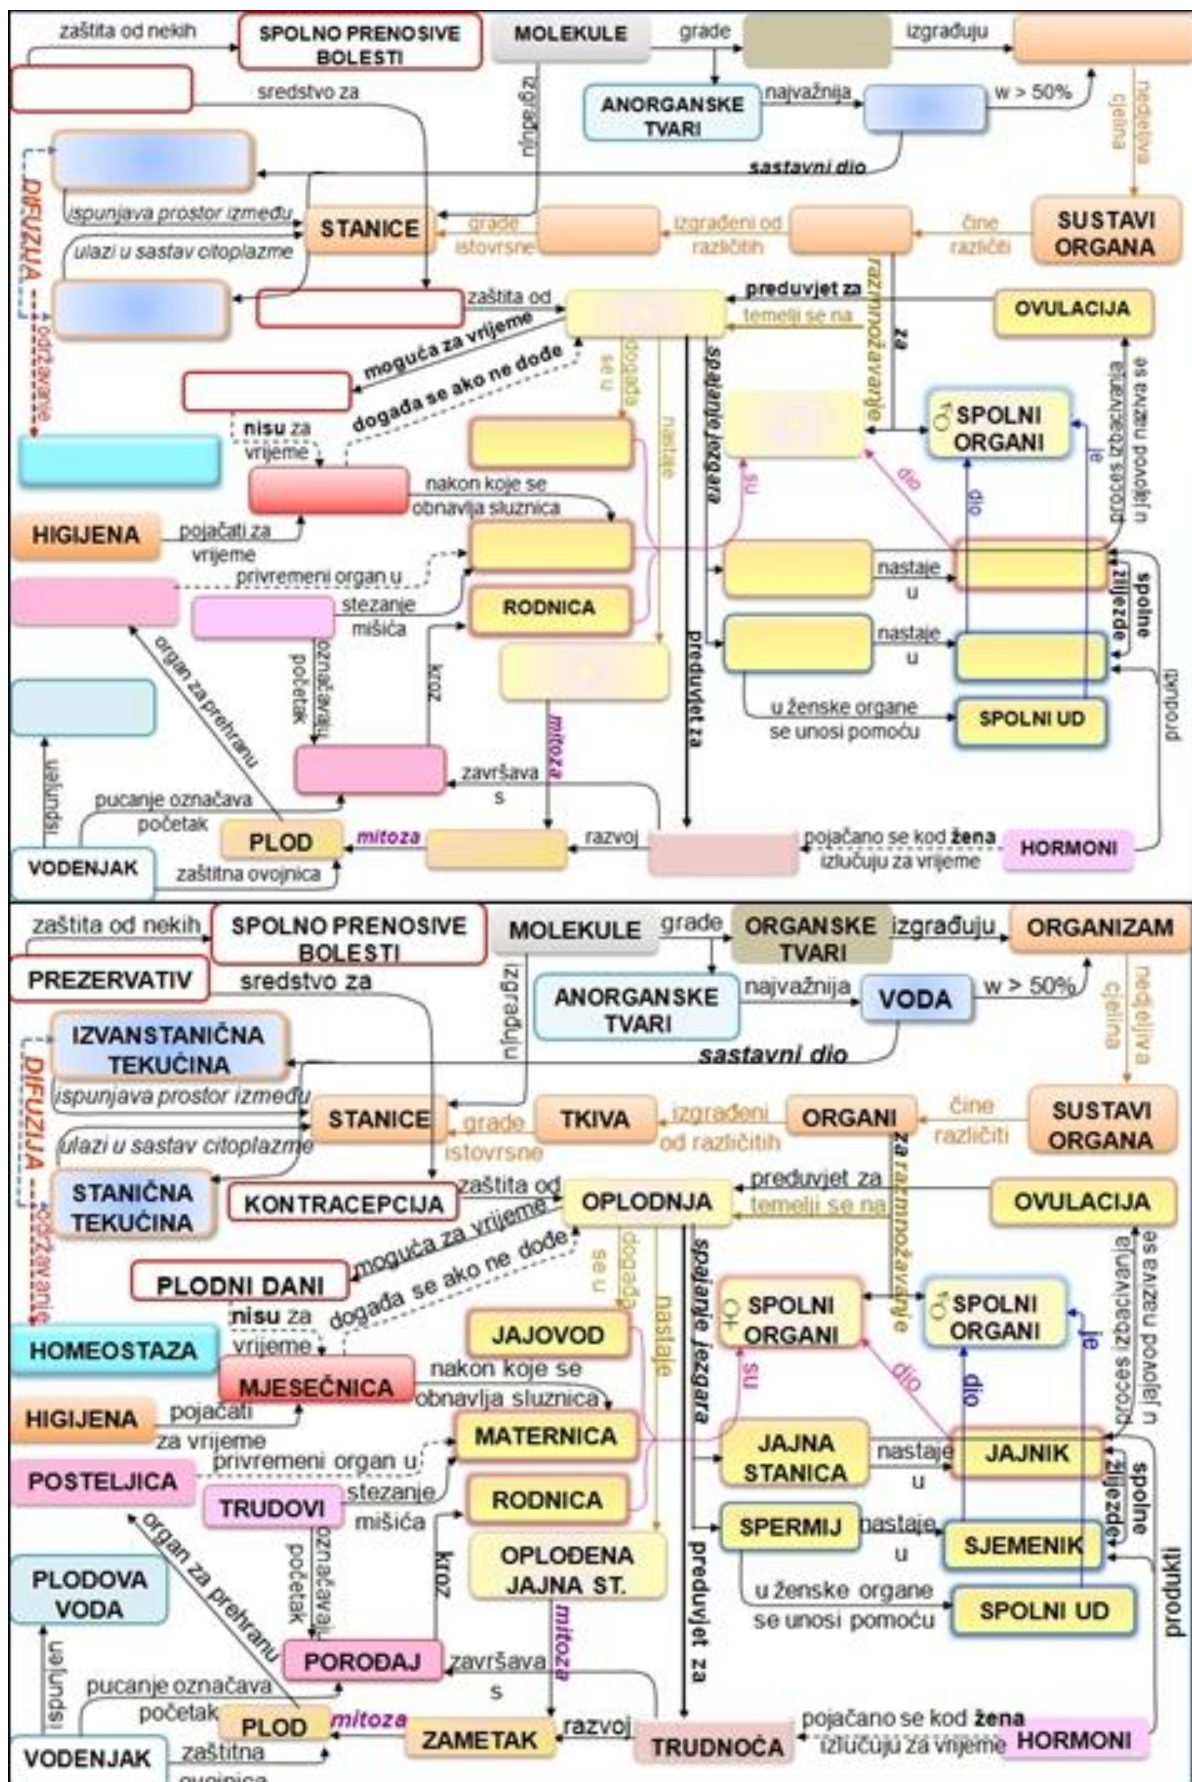 zaštita od nekih
SPOLNO PRENOSIVE
BOLESTI
MOLEKULE
grade
izgrađuju
sredstvo za
izgrađuju
ANORGANSKE
TVARI
najvažnija
w > 50%
nedjeljiva
cjelina
sastavni dio
DIFUZIJA
ispunjava prostor između
STANICE
grade
istovrsne
izgrađeni od
različitih
čine
različiti
SUSTAVI
ORGANA
ulazi u sastav citoplazme
zaštita od
preduvjet za
temelji se na
OVULACIJA
održavanje
moguća za vrijeme
događa se ako ne dođe
događa
se u
nastaje
spajanje jezgara
za
razmnožavanje
SPOLNI
ORGANI
nisu za
vrijeme
nakon koje se
obnavlja sluznica
su
dio
dio
je
proces izbacivanja
u jajovod naziva se
HIGIJENA
pojačati za
vrijeme
privremeni organ u
stezanje
mišića
RODNICA
nastaje
u
nastaje
u
spolne
žlijezde
organ za prehranu
označavaju
početak
kroz
mitoza
preduvjet za
u ženske organe
se unosi pomoću
SPOLNI UD
produkti
ispunjen
pucanje označava
početak
završava
s
PLOD
mitoza
razvoj
pojačano se kod žena
izlučuju za vrijeme
HORMONI
VODENJAK
zaštitna ovojnica
zaštita od nekih
SPOLNO PRENOSIVE
BOLESTI
MOLEKULE
grade
ORGANSKE
TVARI
izgrađuju
ORGANIZAM
PREZERVATIV
sredstvo za
izgrađuju
ANORGANSKE
TVARI
najvažnija
VODA
w > 50%
nedjeljiva
cjelina
IZVANSTANIČNA
TEKUĆINA
sastavni dio
DIFUZIJA
ispunjava prostor između
STANICE
grade
istovrsne
TKIVA
izgrađeni
od različitih
ORGANI
čine
različiti
SUSTAVI
ORGANA
ulazi u sastav citoplazme
STANIČNA
TEKUĆINA
KONTRACEPCIJA
zaštita od
OPLODNJA
preduvjet za
temelji se na
OVULACIJA
za razmnožavanje
održavanje
moguća za vrijeme
PLODNI DANI
događa se ako ne dođe
događa
se u
nastaje
spajanje jezgara
nisu za
vrijeme
HOMEOSTAZA
JAJOVOD
SPOLNI
ORGANI
SPOLNI
ORGANI
MJESEČNICA
nakon koje se
obnavlja sluznica
su
dio
dio
je
proces izbacivanja
u jajovod naziva se
HIGIJENA
pojačati
za vrijeme
MATERNICA
JAJNA
STANICA
nastaje
u
JAJNIK
POSTELJICA
privremeni organ u
TRUDOVI
stezanje
mišića
RODNICA
SPERMIJ
nastaje
u
SJEMENIK
spolne
žlijezde
organ za prehranu
označavaju
početak
kroz
OPLOĐENA
JAJNA ST.
PLODOVA
VODA
u ženske organe
se unosi pomoću
SPOLNI UD
produkti
mitoza
preduvjet za
ispunjen
POROĐAJ
završava
s
pucanje označava
početak
PLOD
mitoza
ZAMETAK
razvoj
TRUDNOĆA
pojačano se kod žena
izlučuju za vrijeme
HORMONI
VODENJAK
zaštitna
ovojnica